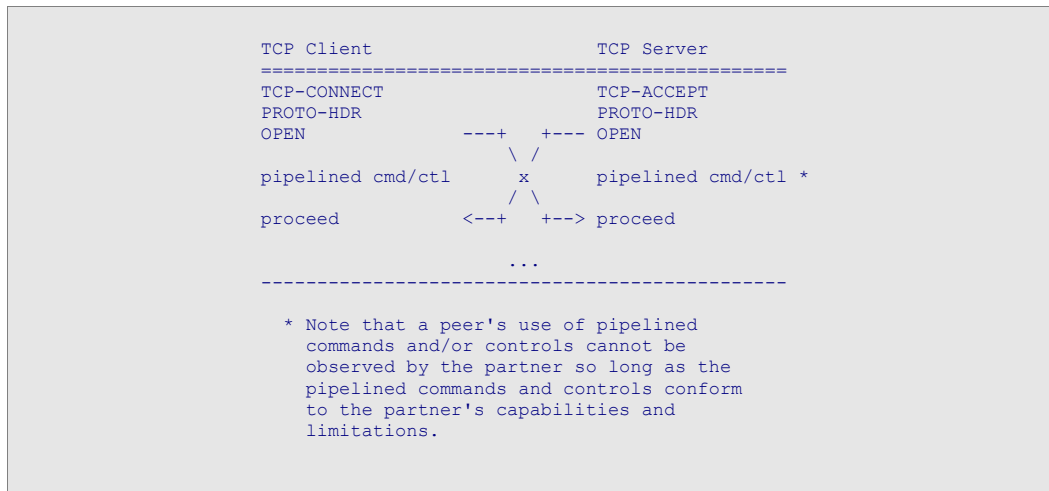 TCP Client                    TCP Server
===============================================
TCP-CONNECT                   TCP-ACCEPT
PROTO-HDR                     PROTO-HDR
OPEN              ---+   +--- OPEN
                      \ /
pipelined cmd/ctl      x      pipelined cmd/ctl *
                      / \
proceed           <--+   +--> proceed
                      ...
-----------------------------------------------
  * Note that a peer's use of pipelined
    commands and/or controls cannot be
    observed by the partner so long as the
    pipelined commands and controls conform
    to the partner's capabilities and
    limitations.